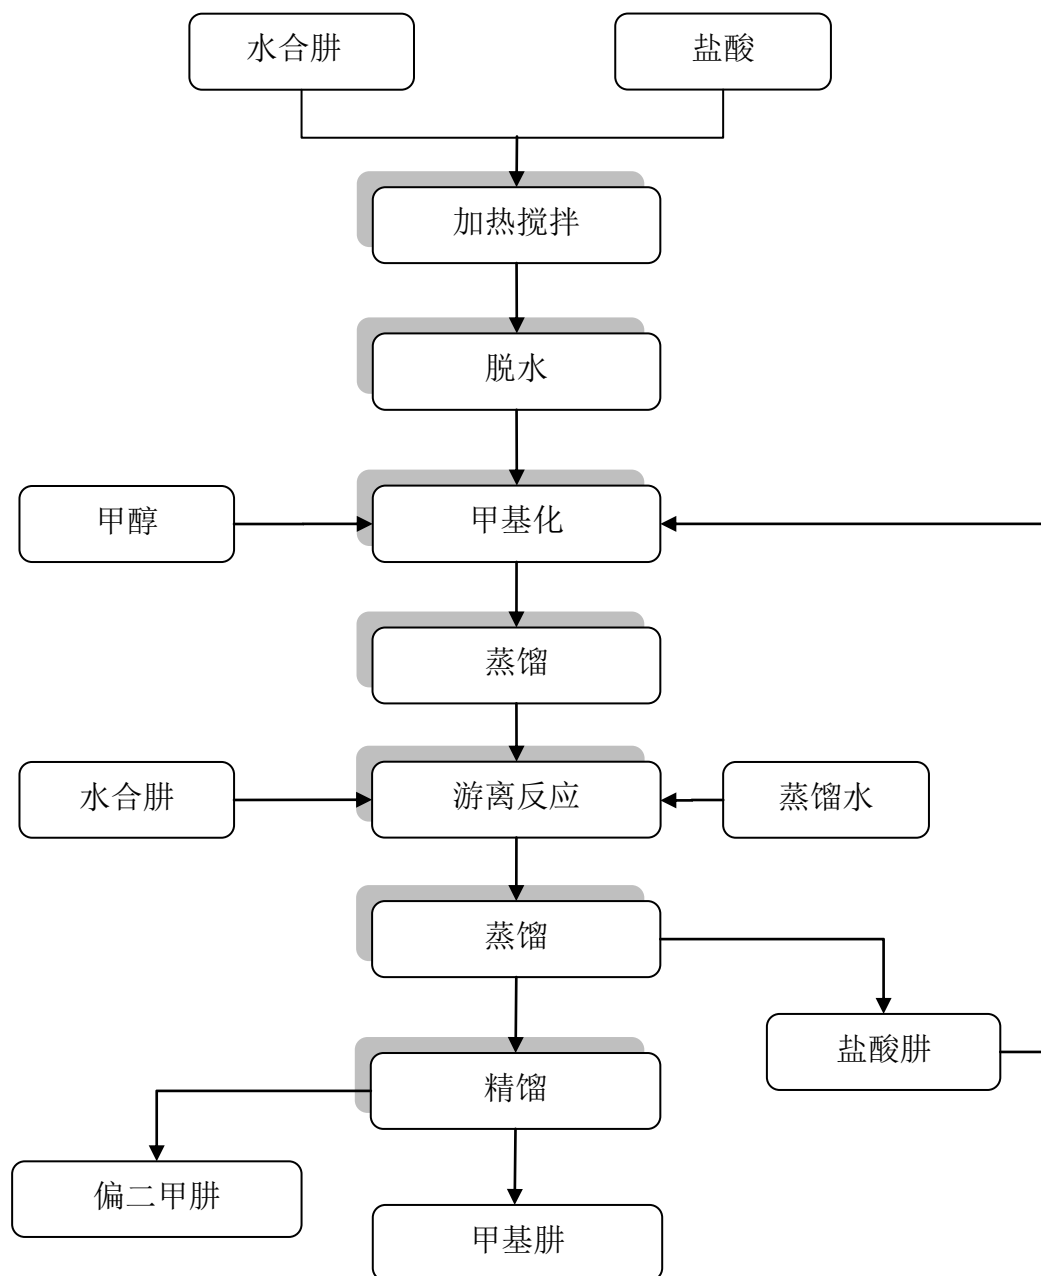 水合肼
盐酸
加热搅拌
脱水
甲醇
甲基化
蒸馏
水合肼
游离反应
蒸馏水
蒸馏
盐酸肼
精馏
偏二甲肼
甲基肼